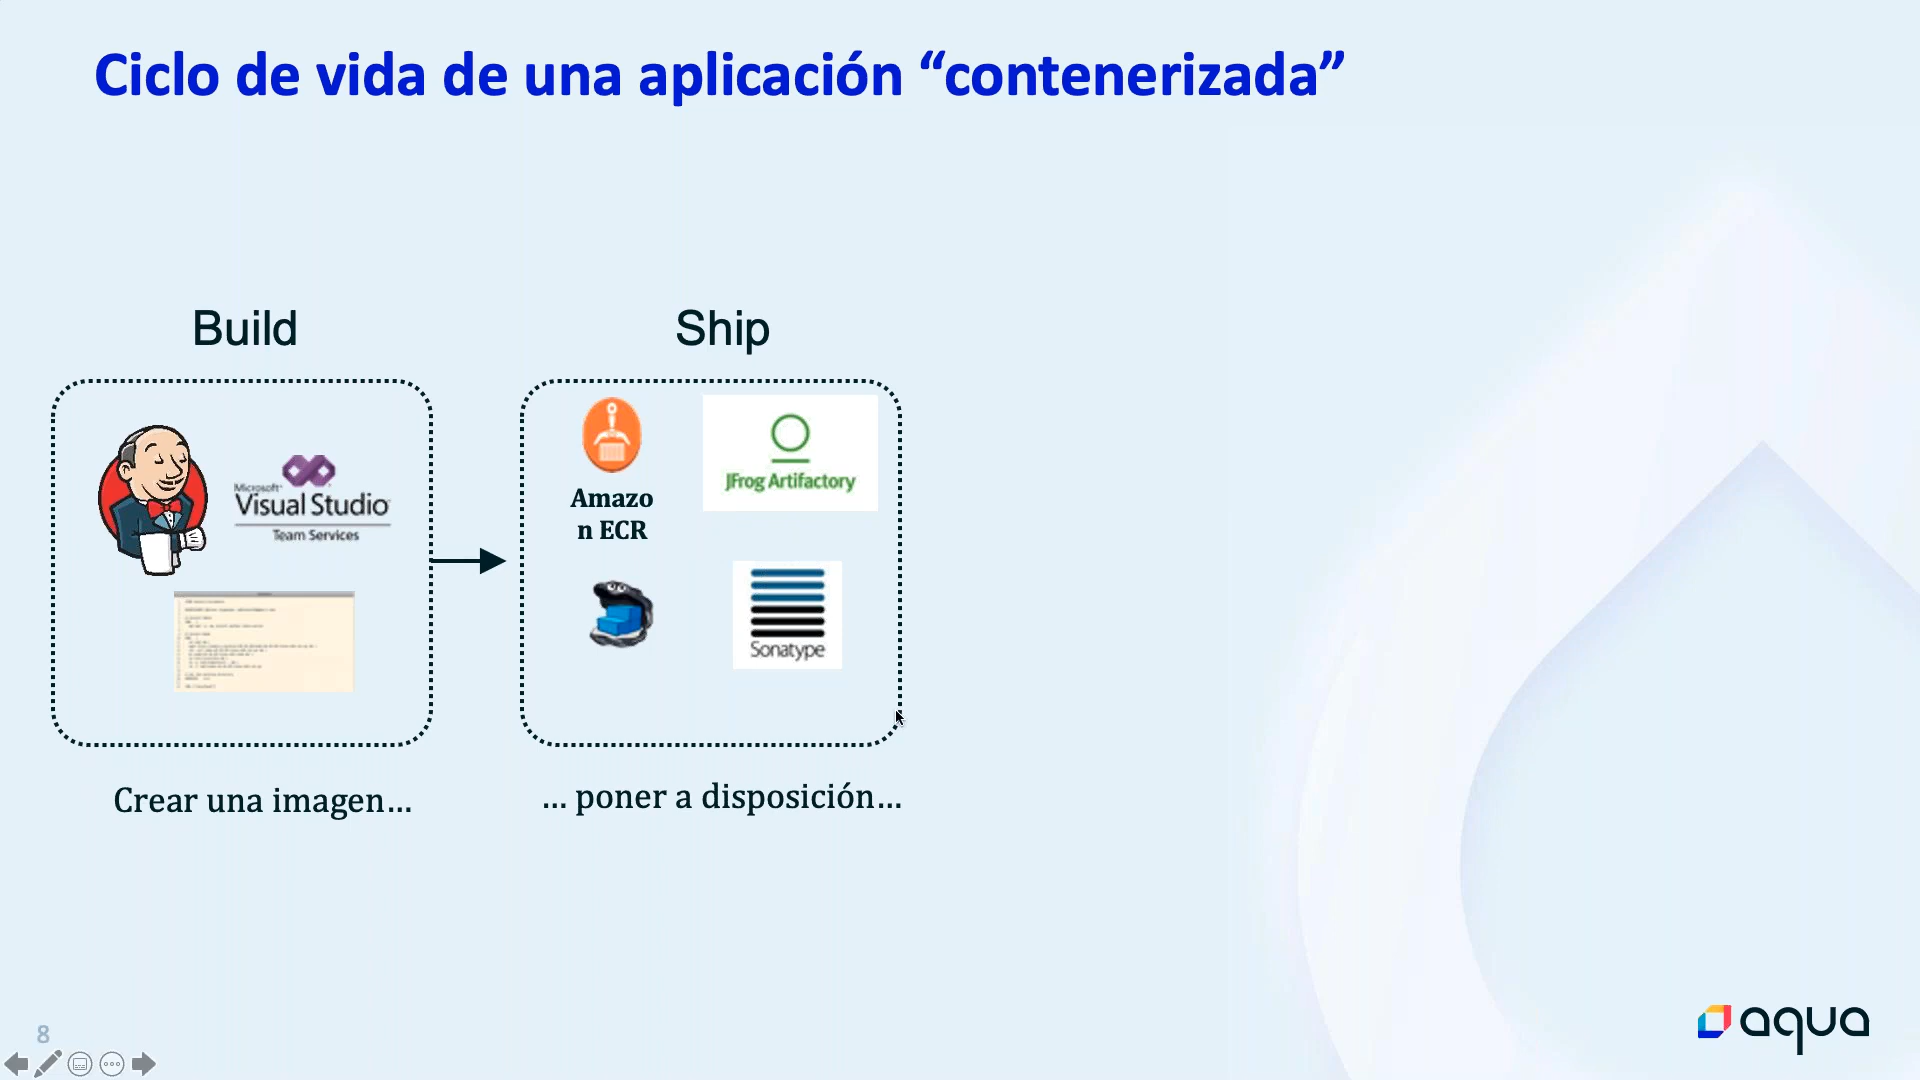 Ciclo de vida de una aplicación “contenerizada”
Build
Ship
Microsoft
Visual Studio
Team Services
Amazo
n ECR
JFrog Artifactory
Sonatype
Crear una imagen...
... poner a disposición...
8
aqua